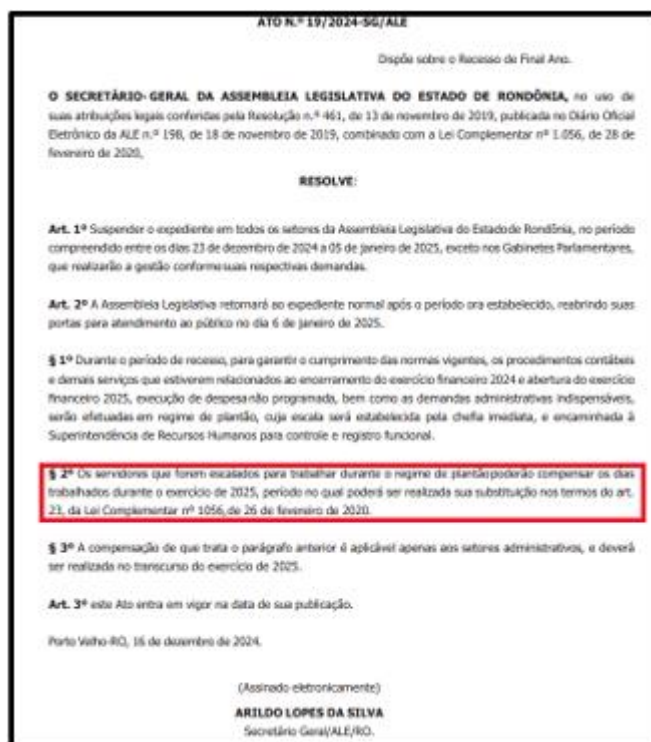 ATO N.º 19/2024-SG/ALE
Dispõe sobre o Recesso de Final Ano.
O SECRETÁRIO-GERAL DA ASSEMBLEIA LEGISLATIVA DO ESTADO DE RONDÔNIA, no uso de
suas atribuições legais conferidas pela Resolução n.º 461, de 13 de novembro de 2019, publicada no Diário Oficial
Eletrônico da ALE n.º 198, de 18 de novembro de 2019, combinado com a Lei Complementar nº 1.056, de 28 de
fevereiro de 2020,
RESOLVE:
Art. 1º Suspender o expediente em todos os setores da Assembleia Legislativa do Estadode Rondônia, no período
compreendido entre os dias 23 de dezembro de 2024 a 05 de janeiro de 2025, exceto nos Gabinetes Parlamentares,
que realizarão a gestão conformesuas respectivas demandas.
Art. 2º A Assembleia Legislativa retornará ao expediente normal após o período ora estabelecido, reabrindo suas
portas para atendimento ao público no dia 6 de janeiro de 2025.
§ 1º Durante o período de recesso, para garantir o cumprimento das normas vigentes, os procedimentos contábeis
e demais serviços que estiverem relacionados ao encerramento do exercício financeiro 2024 e abertura do exercício
financeiro 2025, execução de despesanão programada, bem como as demandas administrativas indispensáveis,
serão efetuadas em regime de plantão, cuja escala será estabelecida pela chefia imediata, e encaminhada à
Superintendência de Recursos Humanos para controle e registro funcional.
§ 2º Os servidores que forem escalados para trabalhar durante o regime de plantãopoderão compensar os dias
trabalhados durante o exercício de 2025, período no qual poderá ser realizada sua substituição nos termos do art.
23, da Lei Complementar nº 1056,de 26 de fevereiro de 2020.
§ 3º A compensação de que trata o parágrafo anterior é aplicável apenas aos setores administrativos, e deverá
ser realizada no transcurso do exercício de 2025.
Art. 3º este Ato entra em vigor na data de sua publicação.
Porto Velho-RO, 16 de dezembro de 2024.
(Assinado eletronicamente)
ARILDO LOPES DA SILVA
Secretário Geral/ALE/RO.